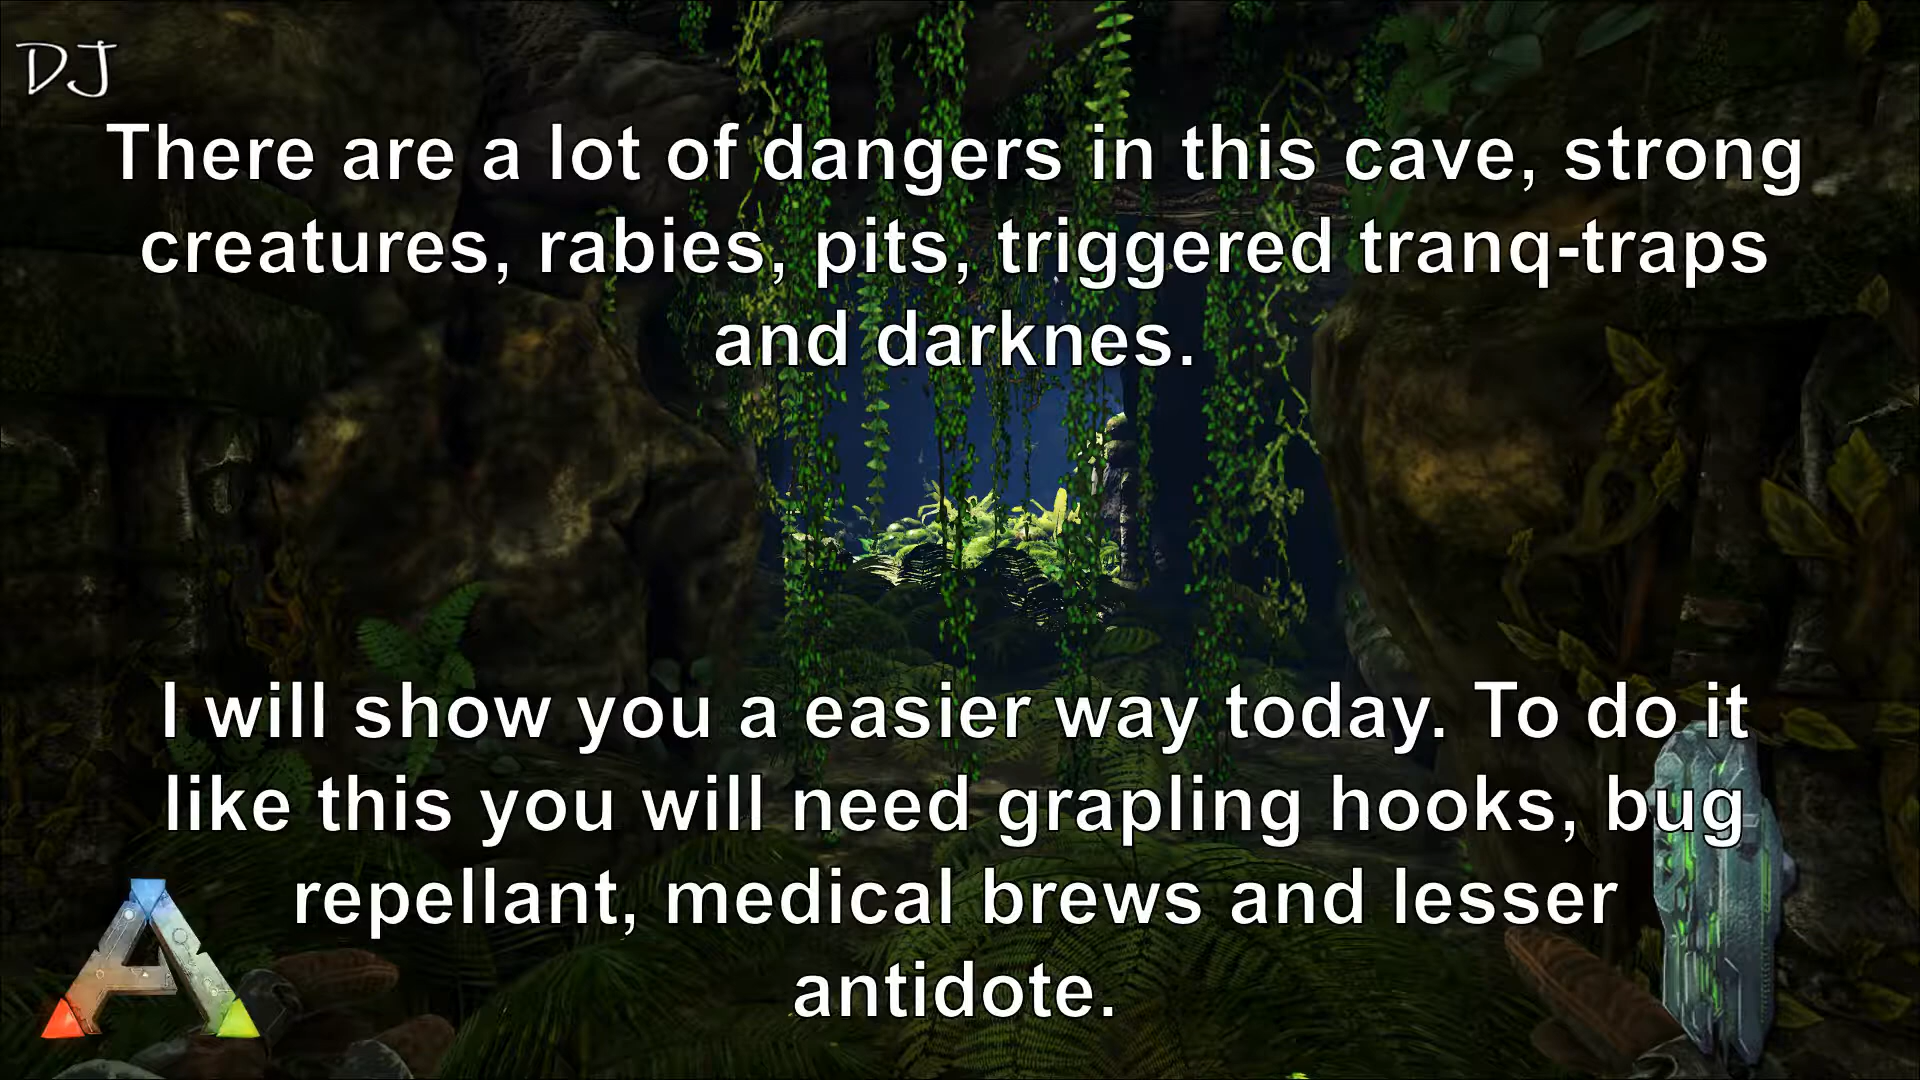 DJ
There are a lot of dangers in this cave, strong
creatures, rabies, pits, triggered tranq-traps
and darknes.
I will show you a easier way today. To do it
like this you will need grapling hooks, bug
repellant, medical brews and lesser
antidote.